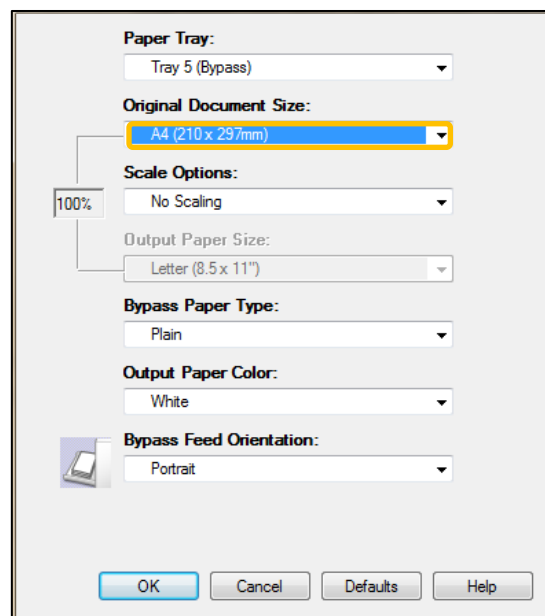 Paper Tray:
Tray 5 (Bypass)
Original Document Size:
A4 (210 x 297mm)
Scale Options:
100%
No Scaling
Output Paper Size:
Letter (8.5 x 11")
Bypass Paper Type:
Plain
Output Paper Color:
White
Bypass Feed Orientation:
Portrait
OK Cancel Defaults Help